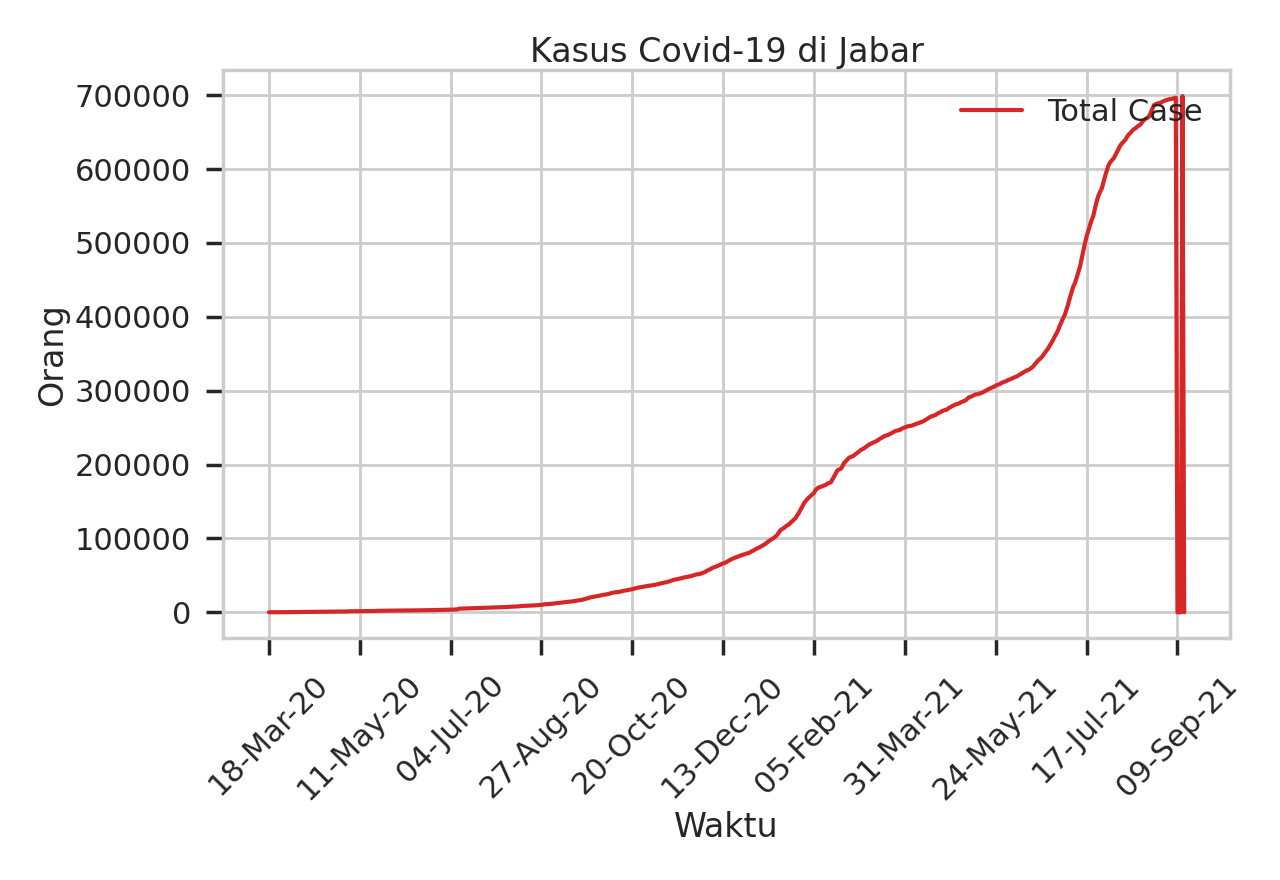 Kasus Covid-19 di Jabar
Total Case
700000
600000
500000
400000
300000
200000
100000
0
Orang
18-Mar-20
11-May-20
04-Jul-20
27-Aug-20
20-Oct-20
13-Dec-20
05-Feb-21
31-Mar-21
24-May-21
17-Jul-21
09-Sep-21
Waktu